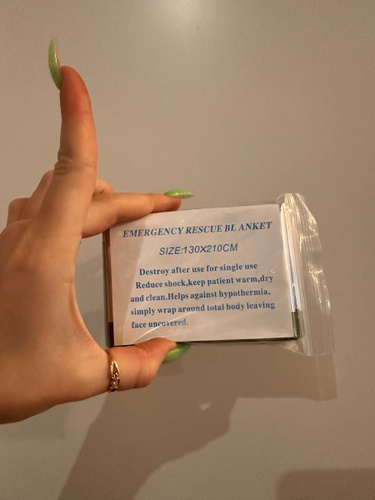 EMERGENCY RESCUE BL ANKET
SIZE:130X210CM
Destroy after use for single use
Reduce shock,keep patient warm,dry
and clean.Helps against hypothermia,
simply wrap around total body leaving
face uncovered.